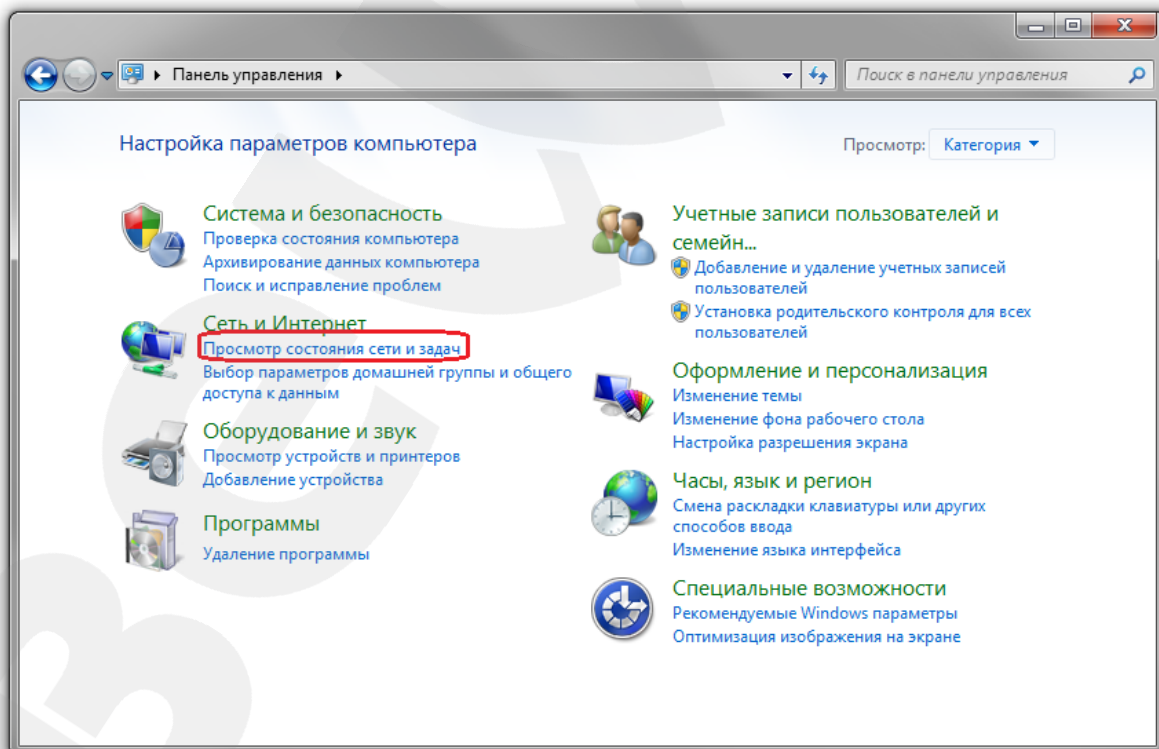 Панель управления
Поиск в панели управления
Настройка параметров компьютера
Просмотр: Категория
Система и безопасность
Проверка состояния компьютера
Архивирование данных компьютера
Поиск и исправление проблем
Сеть и Интернет
Просмотр состояния сети и задач
Выбор параметров домашней группы и общего
доступа к данным
Оборудование и звук
Просмотр устройств и принтеров
Добавление устройства
Программы
Удаление программы
Учетные записи пользователей и
семейн...
Добавление и удаление учетных записей
пользователей
Установка родительского контроля для всех
пользователей
Оформление и персонализация
Изменение темы
Изменение фона рабочего стола
Настройка разрешения экрана
Часы, язык и регион
Смена раскладки клавиатуры или других
способов ввода
Изменение языка интерфейса
Специальные возможности
Рекомендуемые Windows параметры
Оптимизация изображения на экране